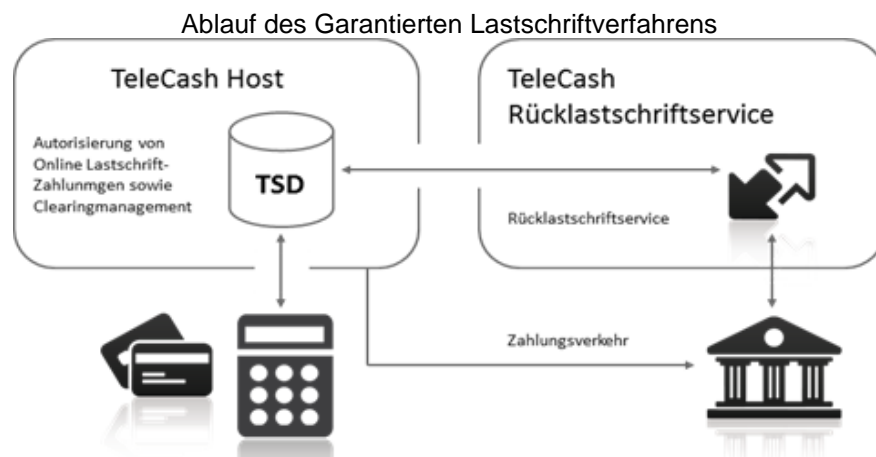 Ablauf des Garantierten Lastschriftverfahrens
TeleCash Host
Autorisierung von
Online Lastschrift-
Zahlunmgen sowie
Clearingmanagement
TSD
TeleCash
Rücklastschriftservice
Rücklastschriftservice
Zahlungsverkehr